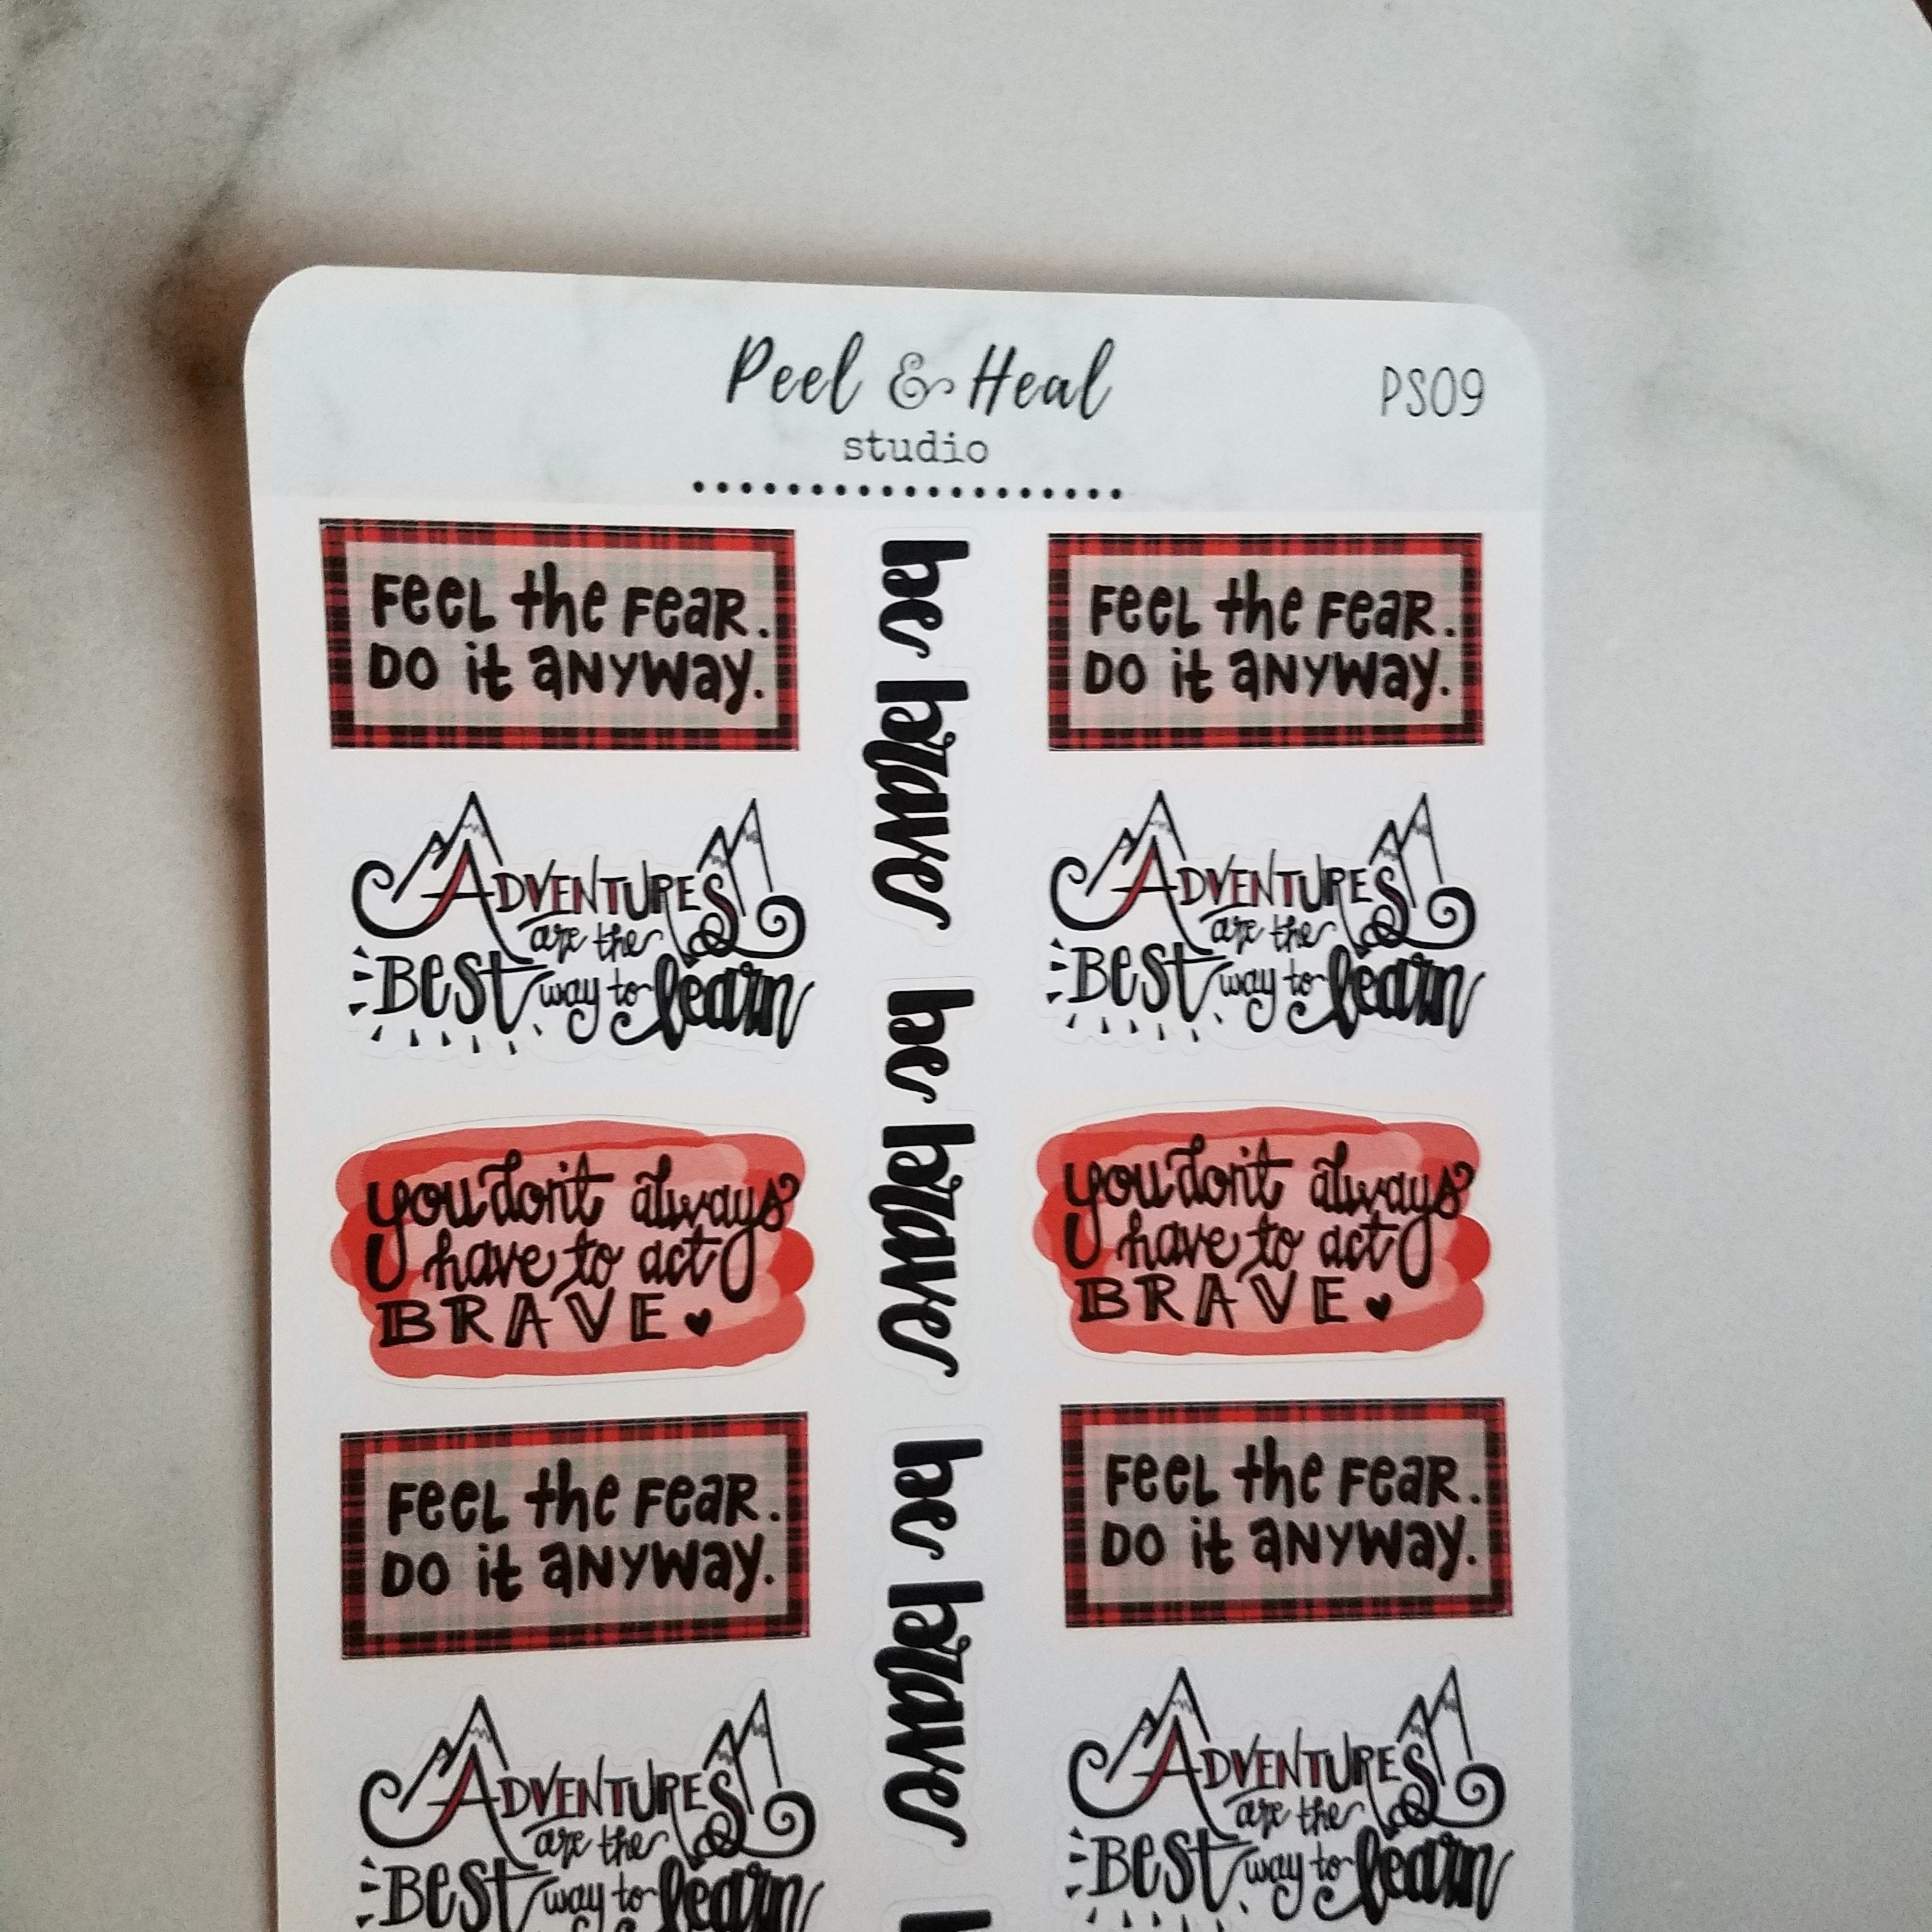 Peel & Heal
studio
PS09
Feel the Fear.
Do it anyway.
be brave
Feel the Fear.
Do it anyway.
Adventures
are the
Best way to learn
Adventures
are the
Best way to learn
you don't always
have to act
BRAVE
be brave
you don't always
have to act
BRAVE
Feel the Fear.
Do it anyway.
be brave
Feel the Fear.
Do it anyway.
Adventures
are the
Best way to learn
Adventures
are the
Best way to learn